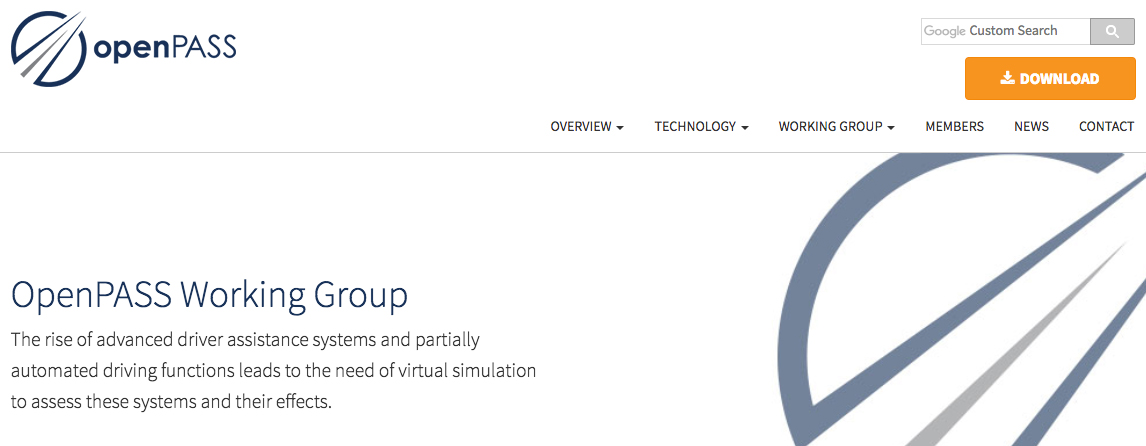 openPASS
Google Custom Search
DOWNLOAD
OVERVIEW TECHNOLOGY WORKING GROUP MEMBERS NEWS CONTACT
OpenPASS Working Group
The rise of advanced driver assistance systems and partially
automated driving functions leads to the need of virtual simulation
to assess these systems and their effects.